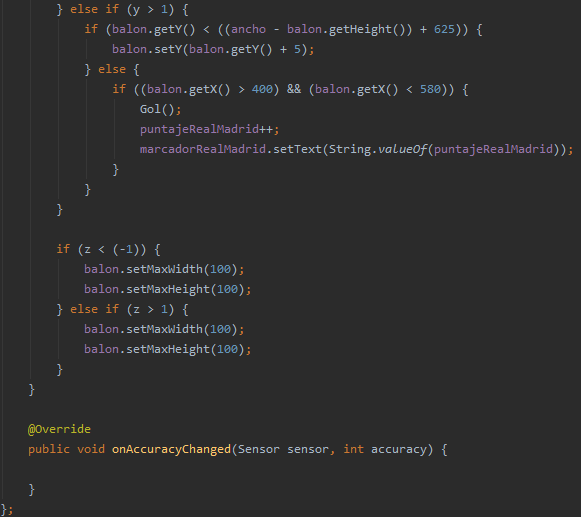 } else if (y > 1) {
if (balon.getY() < ((ancho - balon.getHeight()) + 625)) {
balon.setY(balon.getY() + 5);
} else {
if ((balon.getX() > 400) && (balon.getX() < 580)) {
Gol();
puntajeRealMadrid++;
marcadorRealMadrid.setText(String.valueOf(puntajeRealMadrid));
}
}
}
if (z < (-1)) {
balon.setMaxWidth(100);
balon.setMaxHeight(100);
} else if (z > 1) {
balon.setMaxWidth(100);
balon.setMaxHeight(100);
}
}
@Override
public void onAccuracyChanged(Sensor sensor, int accuracy) {
}
};